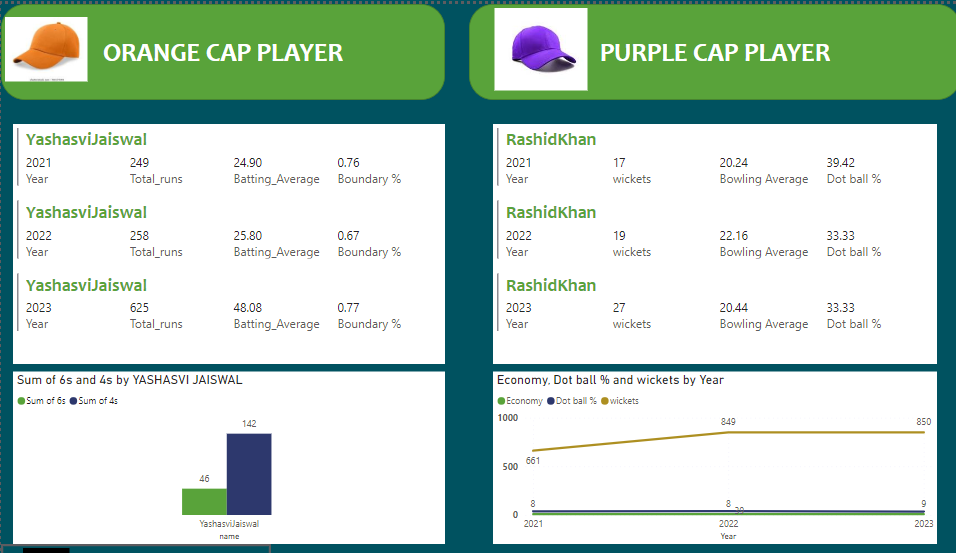 ORANGE CAP PLAYER
PURPLE CAP PLAYER
YashasviJaiswal
2021 249 24.90 0.76
Year Total_runs Batting_Average Boundary %
YashasviJaiswal
2022 258 25.80 0.67
Year Total_runs Batting_Average Boundary %
YashasviJaiswal
2023 625 48.08 0.77
Year Total_runs Batting_Average Boundary %
RashidKhan
2021 17 20.24 39.42
Year wickets Bowling Average Dot ball %
RashidKhan
2022 19 22.16 33.33
Year wickets Bowling Average Dot ball %
RashidKhan
2023 27 20.44 33.33
Year wickets Bowling Average Dot ball %
Sum of 6s and 4s by YASHASVI JAISWAL
Sum of 6s Sum of 4s
142
46
YashasviJaiswal
name
Economy, Dot ball % and wickets by Year
Economy Dot ball % wickets
1000
849 850
661
500
8 8 9
0
2021 2022 2023
Year